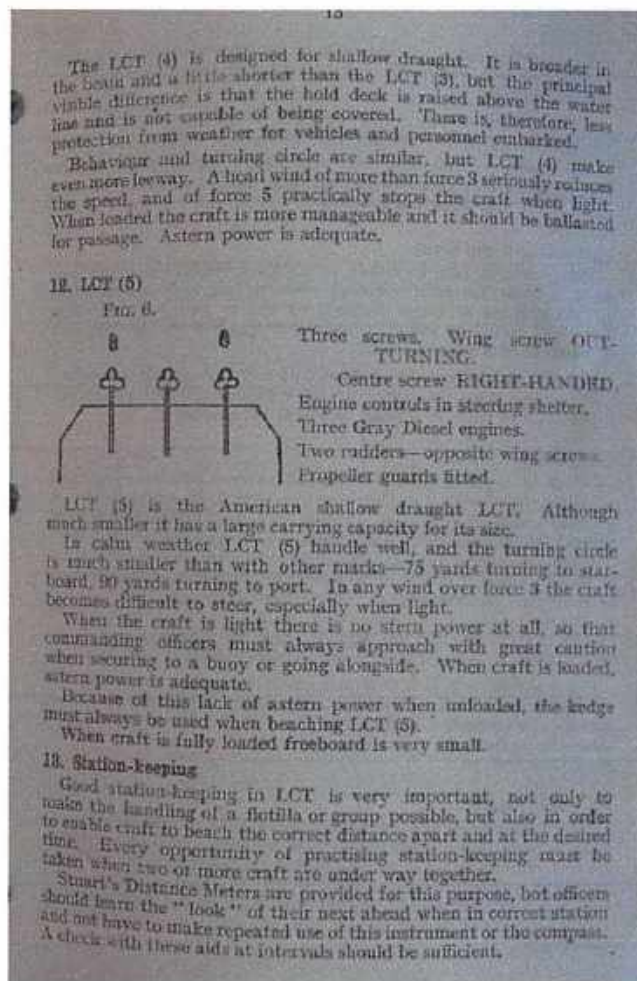 15
The LCT (4) is designed for shallow draught. It is broader in
the beam and a little shorter than the LCT (3), but the principal
visible difference is that the hold deck is raised above the water
line and is not capable of being covered. There is, therefore, less
protection from weather for vehicles and personnel embarked.
Behaviour and turning circle are similar, but LCT (4) make
even more leeway. A head wind of more than force 3 seriously reduces
the speed, and of force 5 practically stops the craft when light.
When loaded the craft is more manageable and it should be ballasted
for passage. Astern power is adequate.
12. LCT (5)
FIG. 6.
Three screws. Wing screw OUT-
TURNING.
Centre screw RIGHT-HANDED.
Engine controls in steering shelter.
Three Gray Diesel engines.
Two rudders—opposite wing screws.
Propeller guards fitted.
LCT (5) is the American shallow draught LCT. Although
much smaller it has a large carrying capacity for its size.
In calm weather LCT (5) handle well, and the turning circle
is much smaller than with other marks—75 yards turning to star-
board, 90 yards turning to port. In any wind over force 3 the craft
becomes difficult to steer, especially when light.
When the craft is light there is no stern power at all, so that
commanding officers must always approach with great caution
when securing to a buoy or going alongside. When craft is loaded,
astern power is adequate.
Because of this lack of astern power when unloaded, the kedge
must always be used when beaching LCT (5).
When craft is fully loaded freeboard is very small.
13. Station-keeping
Good station-keeping in LCT is very important, not only to
make the handling of a flotilla or group possible, but also in order
to enable craft to beach the correct distance apart and at the desired
time. Every opportunity of practising station-keeping must be
taken when two or more craft are under way together.
Stuart's Distance Meters are provided for this purpose, but officers
should learn the "look" of their next ahead when in correct station
and not have to make repeated use of this instrument or the compass.
A check with these aids at intervals should be sufficient.